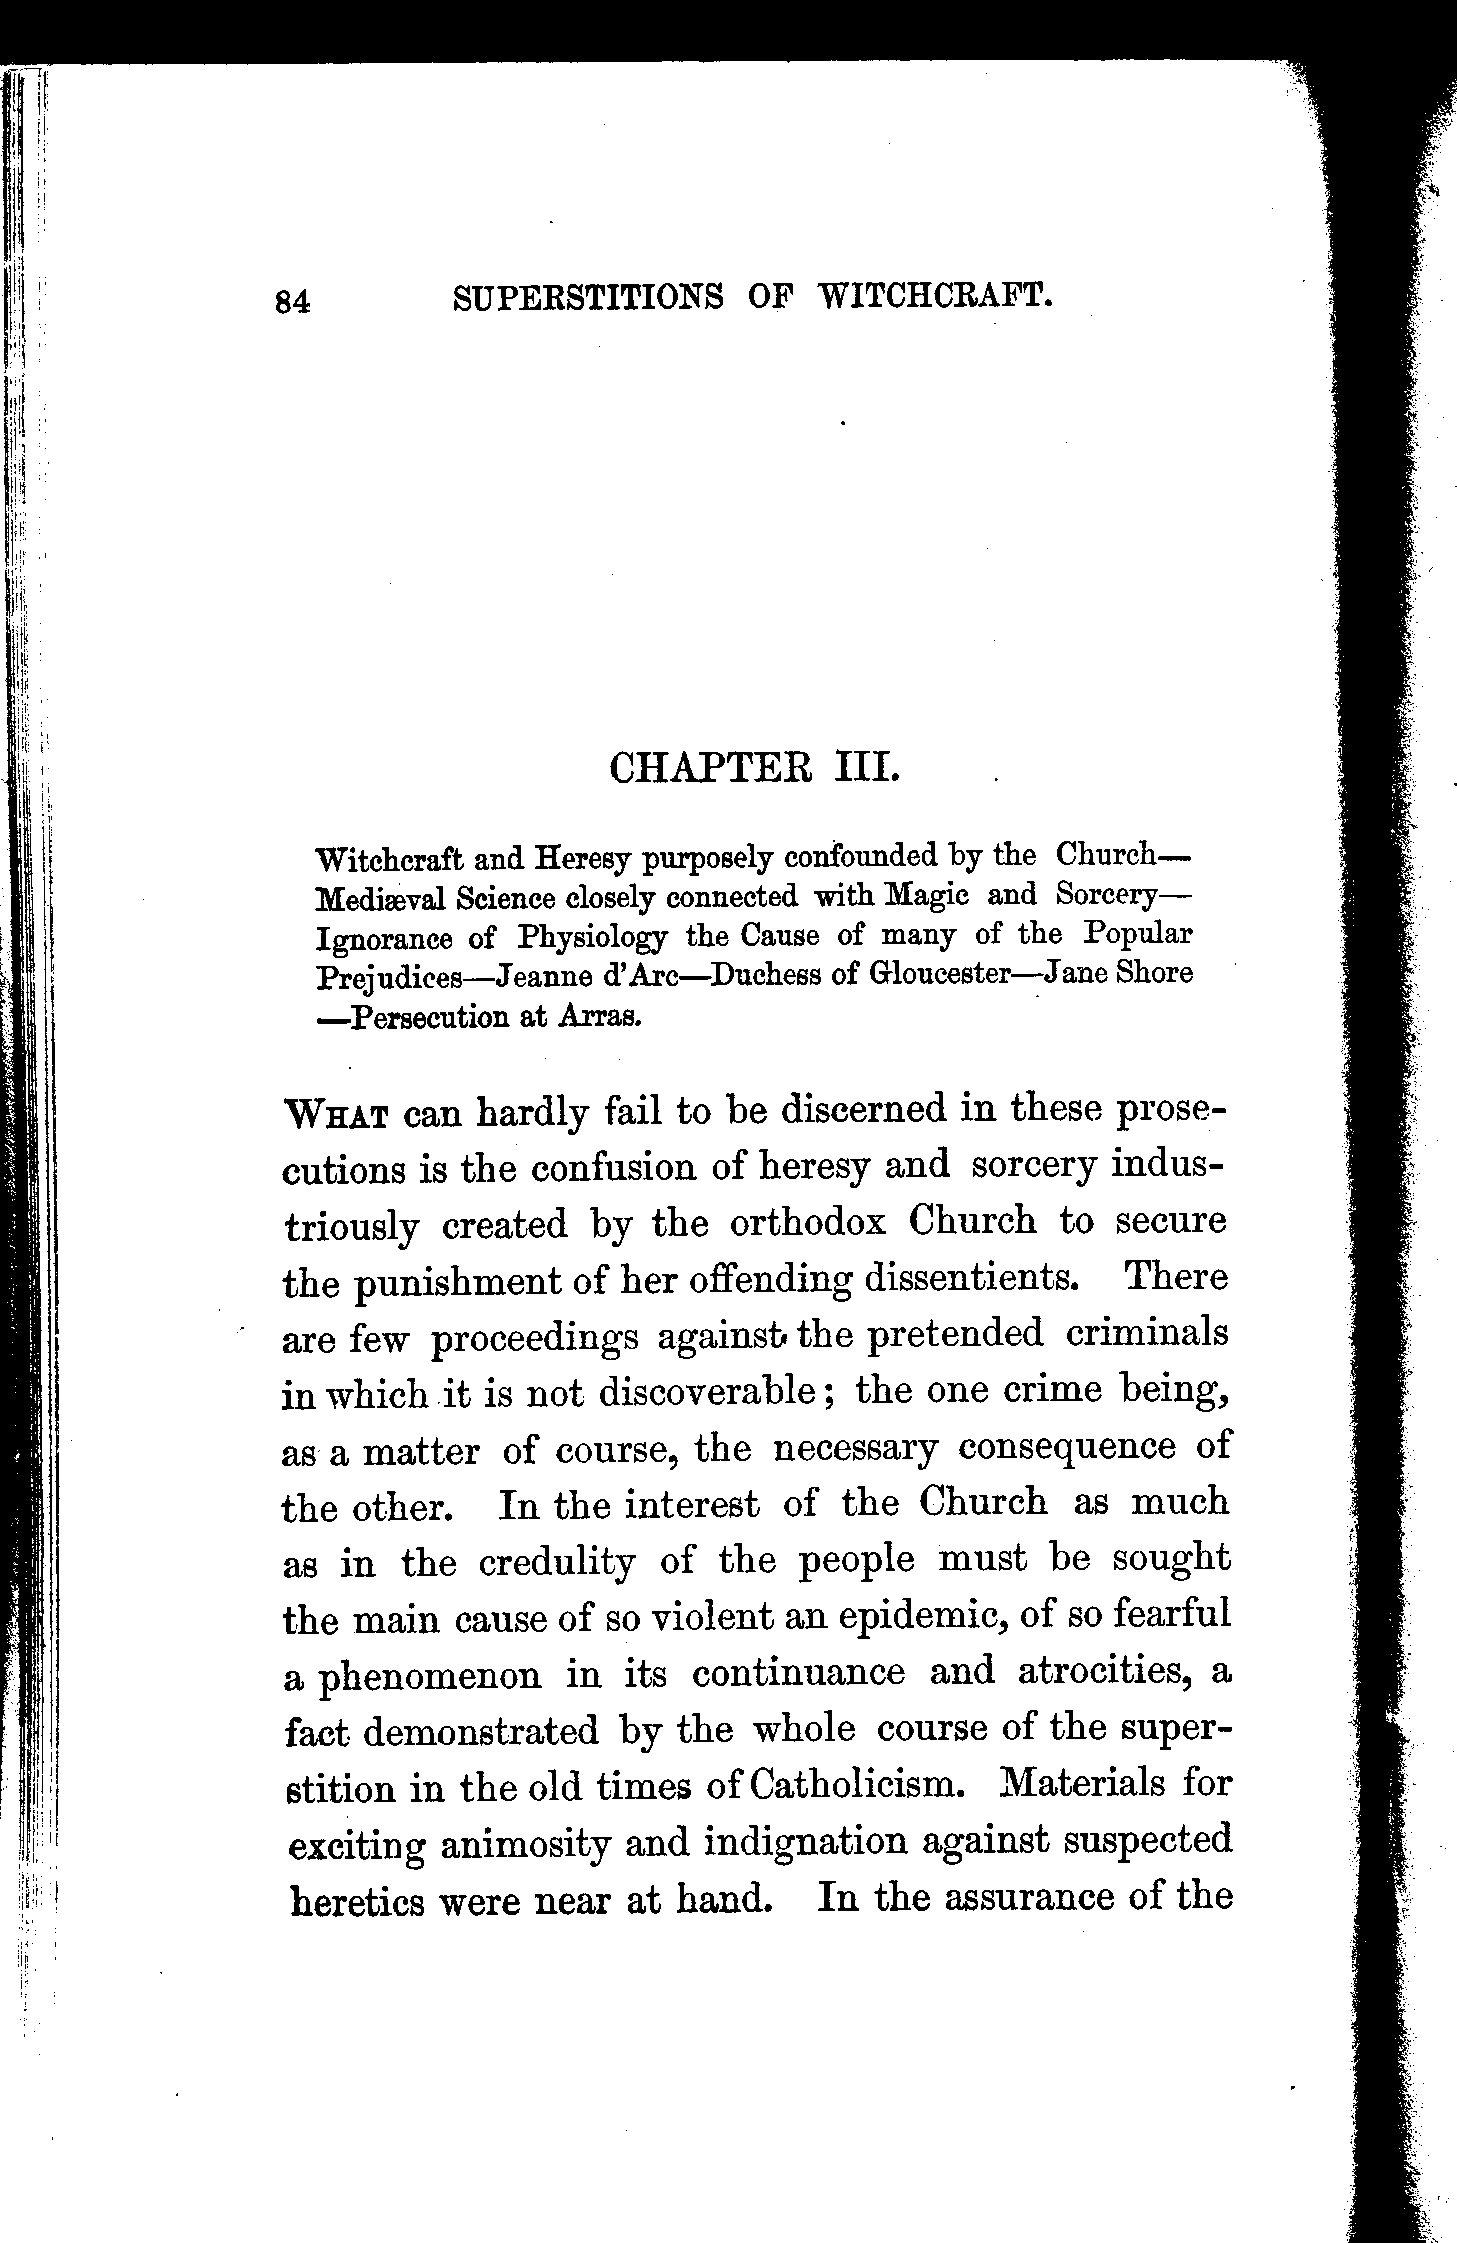 84 SUPERSTITIONS OF WITCHCRAFT.
CHAPTER III.
Witchcraft and Heresy purposely confounded by the Church—
Mediæval Science closely connected with Magic and Sorcery—
Ignorance of Physiology the Cause of many of the Popular
Prejudices—Jeanne d'Arc—Duchess of Gloucester—Jane Shore
—Persecution at Arras.
WHAT can hardly fail to be discerned in these prose-
cutions is the confusion of heresy and sorcery indus-
triously created by the orthodox Church to secure
the punishment of her offending dissentients. There
are few proceedings against the pretended criminals
in which it is not discoverable; the one crime being,
as a matter of course, the necessary consequence of
the other. In the interest of the Church as much
as in the credulity of the people must be sought
the main cause of so violent an epidemic, of so fearful
a phenomenon in its continuance and atrocities, a
fact demonstrated by the whole course of the super-
stition in the old times of Catholicism. Materials for
exciting animosity and indignation against suspected
heretics were near at hand. In the assurance of the